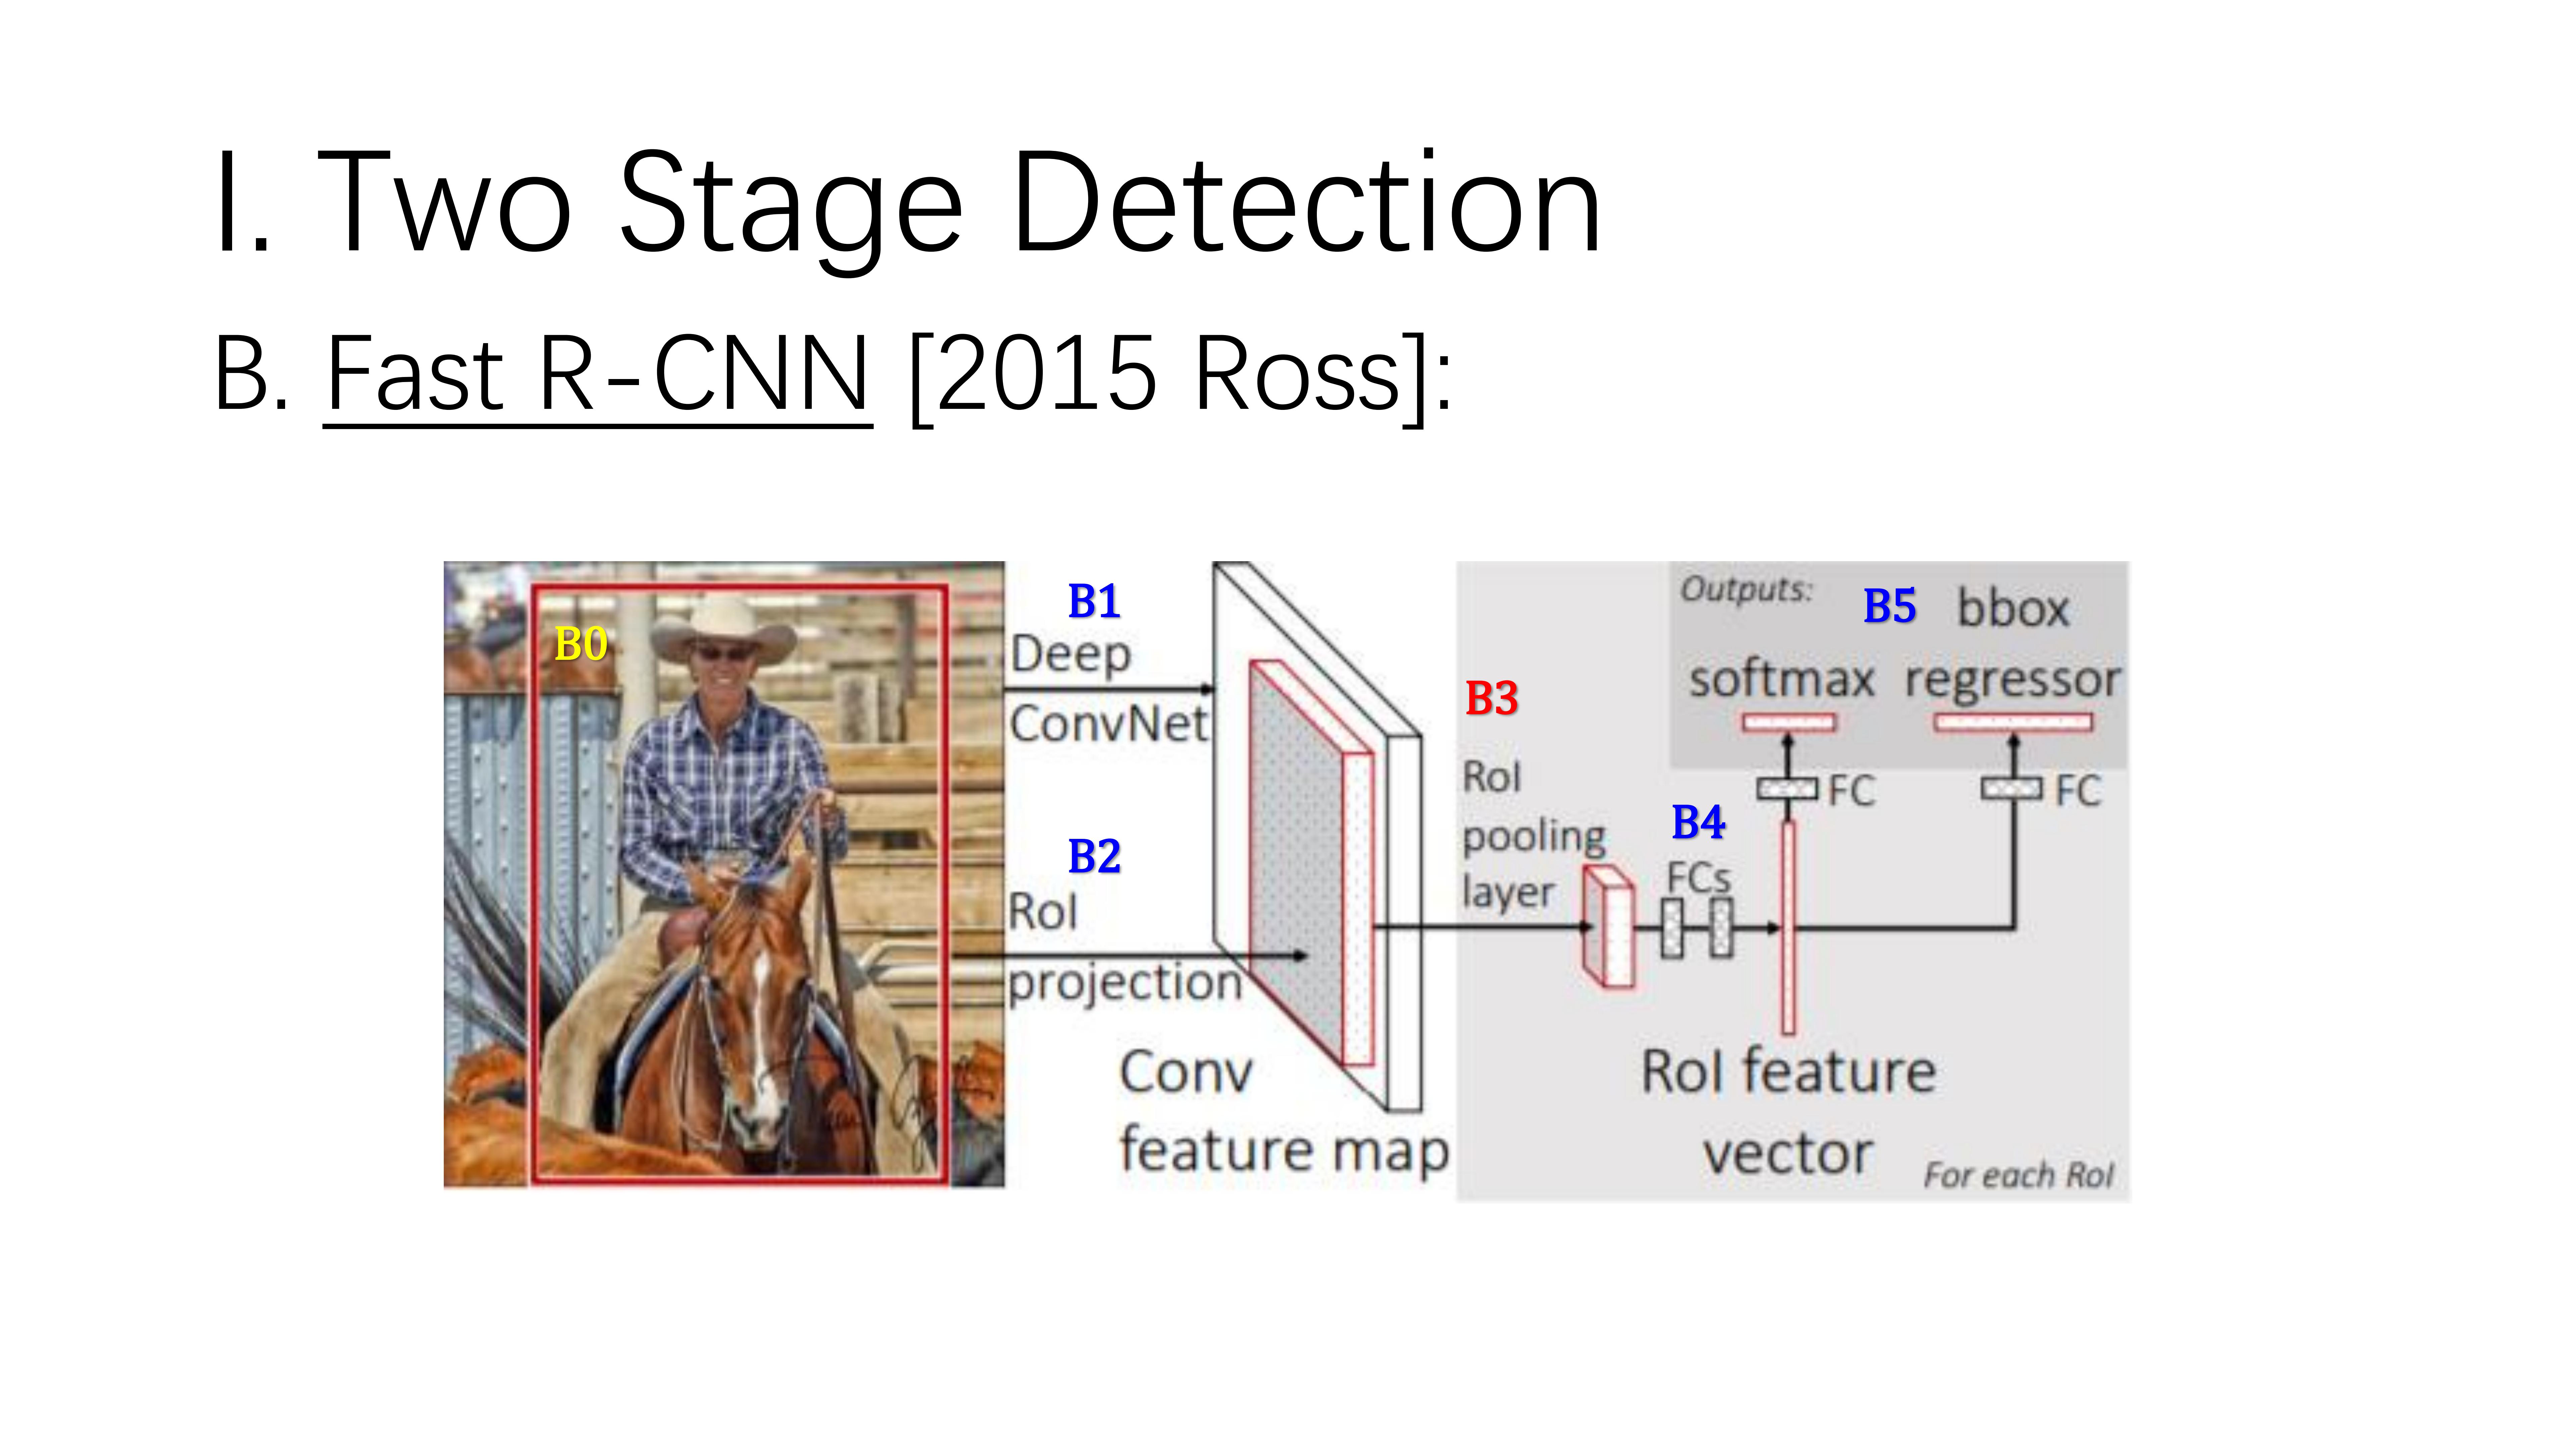 I. Two Stage Detection
B. Fast R-CNN [2015 Ross]:
B0
B1
Deep
ConvNet
B2
RoI
projection
Conv
feature map
B3
RoI
pooling
layer
B4
FCs
Outputs:
B5
bbox
softmax
regressor
FC
FC
RoI feature
vector
For each RoI